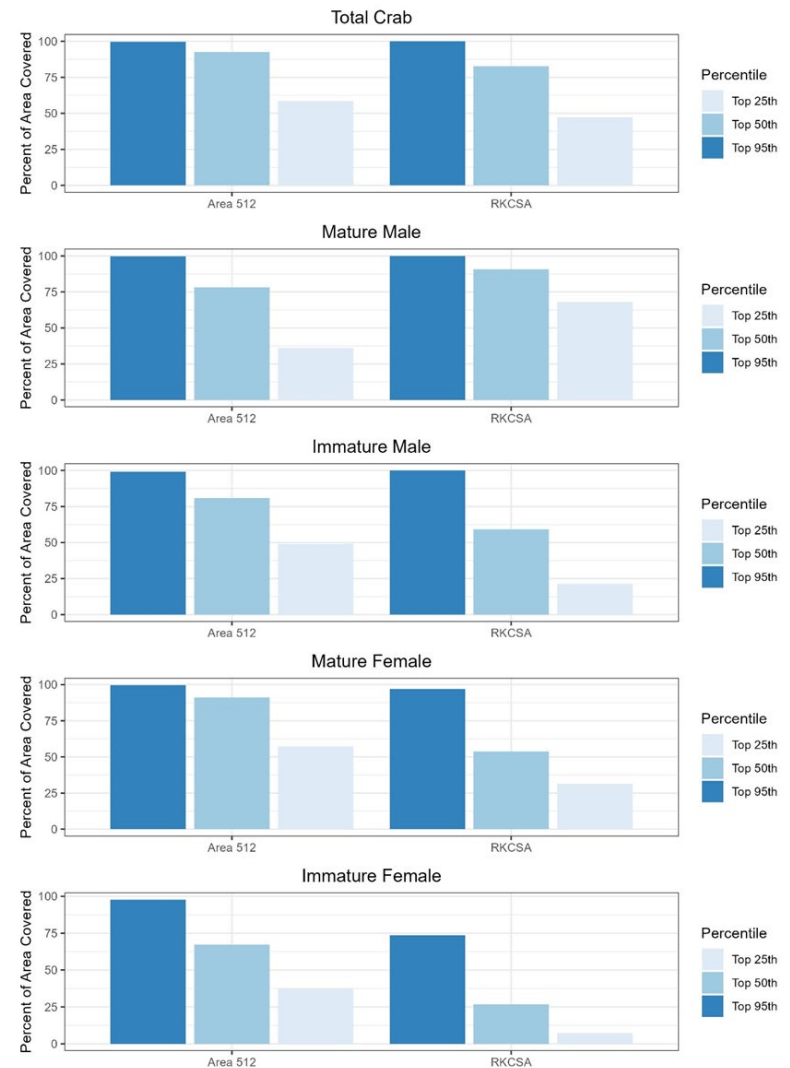 Total Crab
Percent of Area Covered
100
75
50
25
0
Area 512 RKCSA
Percentile
Top 25th
Top 50th
Top 95th
Mature Male
Percent of Area Covered
100
75
50
25
0
Area 512 RKCSA
Percentile
Top 25th
Top 50th
Top 95th
Immature Male
Percent of Area Covered
100
75
50
25
0
Area 512 RKCSA
Percentile
Top 25th
Top 50th
Top 95th
Mature Female
Percent of Area Covered
100
75
50
25
0
Area 512 RKCSA
Percentile
Top 25th
Top 50th
Top 95th
Immature Female
Percent of Area Covered
100
75
50
25
0
Area 512 RKCSA
Percentile
Top 25th
Top 50th
Top 95th